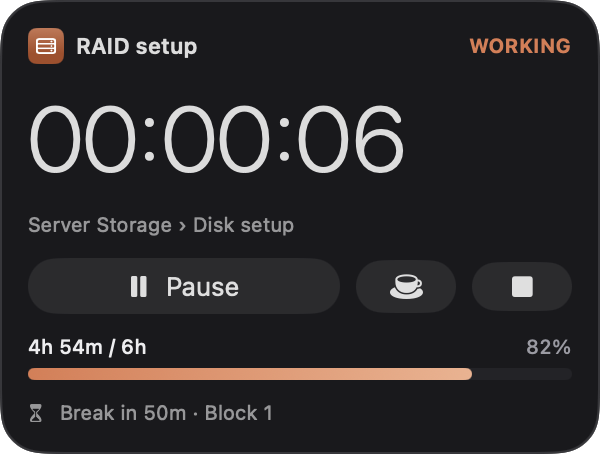 RAID setup WORKING
00:00:06
Server Storage › Disk setup
Pause
4h 54m / 6h 82%
Break in 50m · Block 1